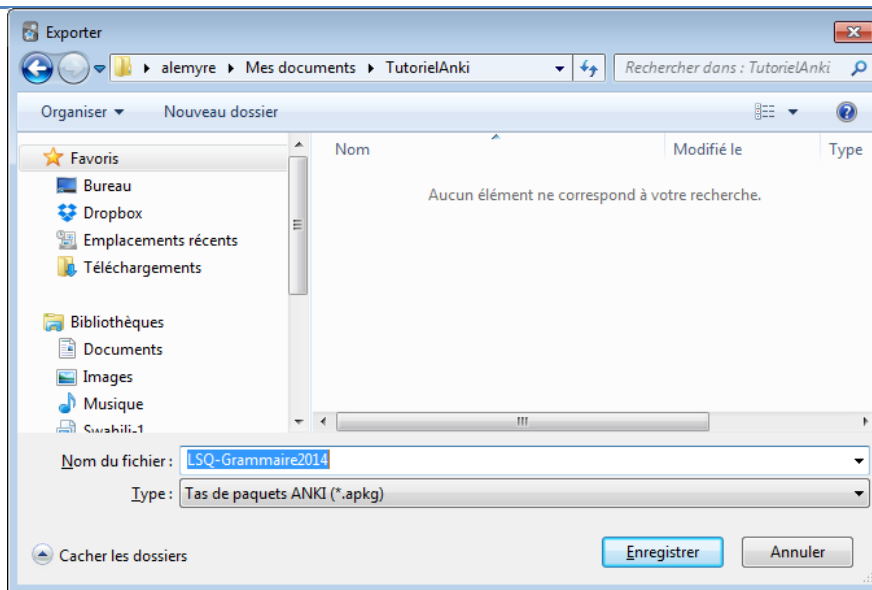 Exporter
alemyre Mes documents TutorielAnki
Rechercher dans : TutorielAnki
Organiser
Nouveau dossier
Nom
Modifié le
Type
Aucun élément ne correspond à votre recherche.
Favoris
Bureau
Dropbox
Emplacements récents
Téléchargements
Bibliothèques
Documents
Images
Musique
Swahili-1
Nom du fichier :
LSQ-Grammaire2014
Type :
Tas de paquets ANKI (*.apkg)
Cacher les dossiers
Enregistrer
Annuler